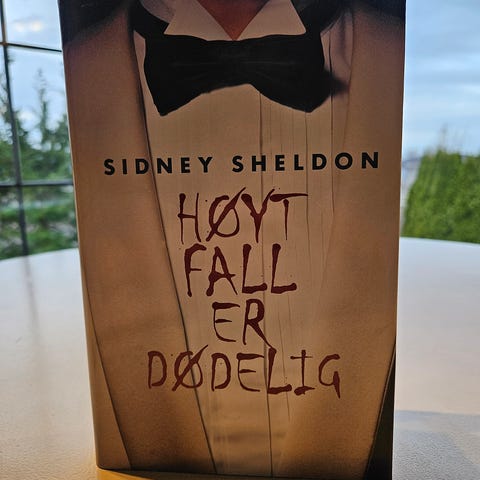 SIDNEY SHELDON
HØYT
FALL
ER
DØDELIG